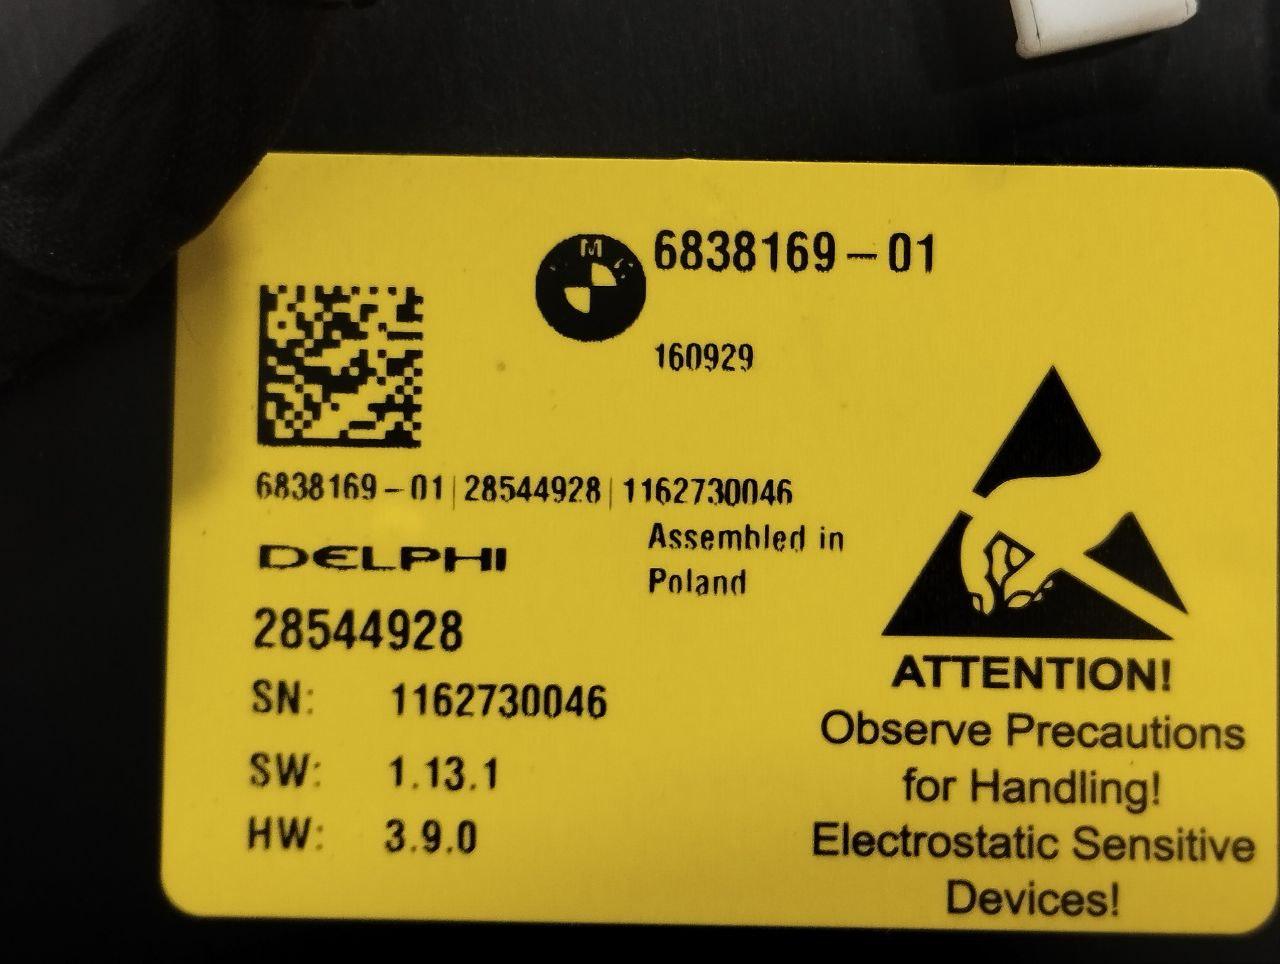 6838169-01
160929
6838169-01|28544928|1162730046
DELPHI
Assembled in
Poland
28544928
SN: 1162730046
SW: 1.13.1
HW: 3.9.0
ATTENTION!
Observe Precautions
for Handling!
Electrostatic Sensitive
Devices!